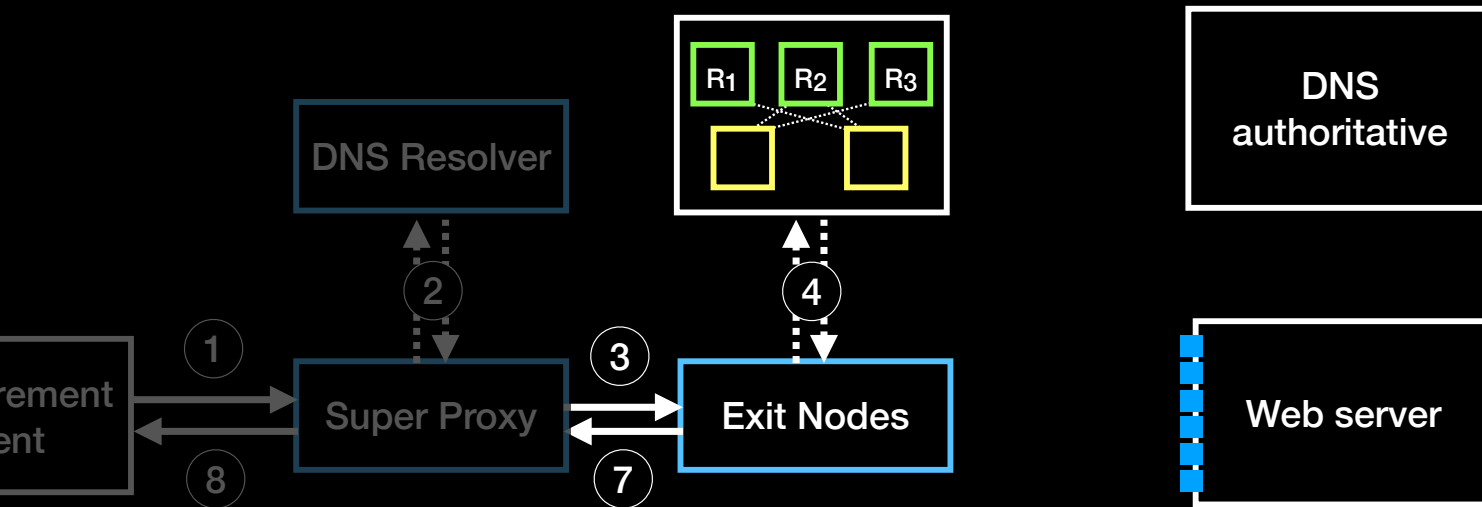 R1 R2 R3
DNS
authoritative
DNS Resolver
2
4
1
3
rement
ent
Super Proxy
Exit Nodes
Web server
8
7